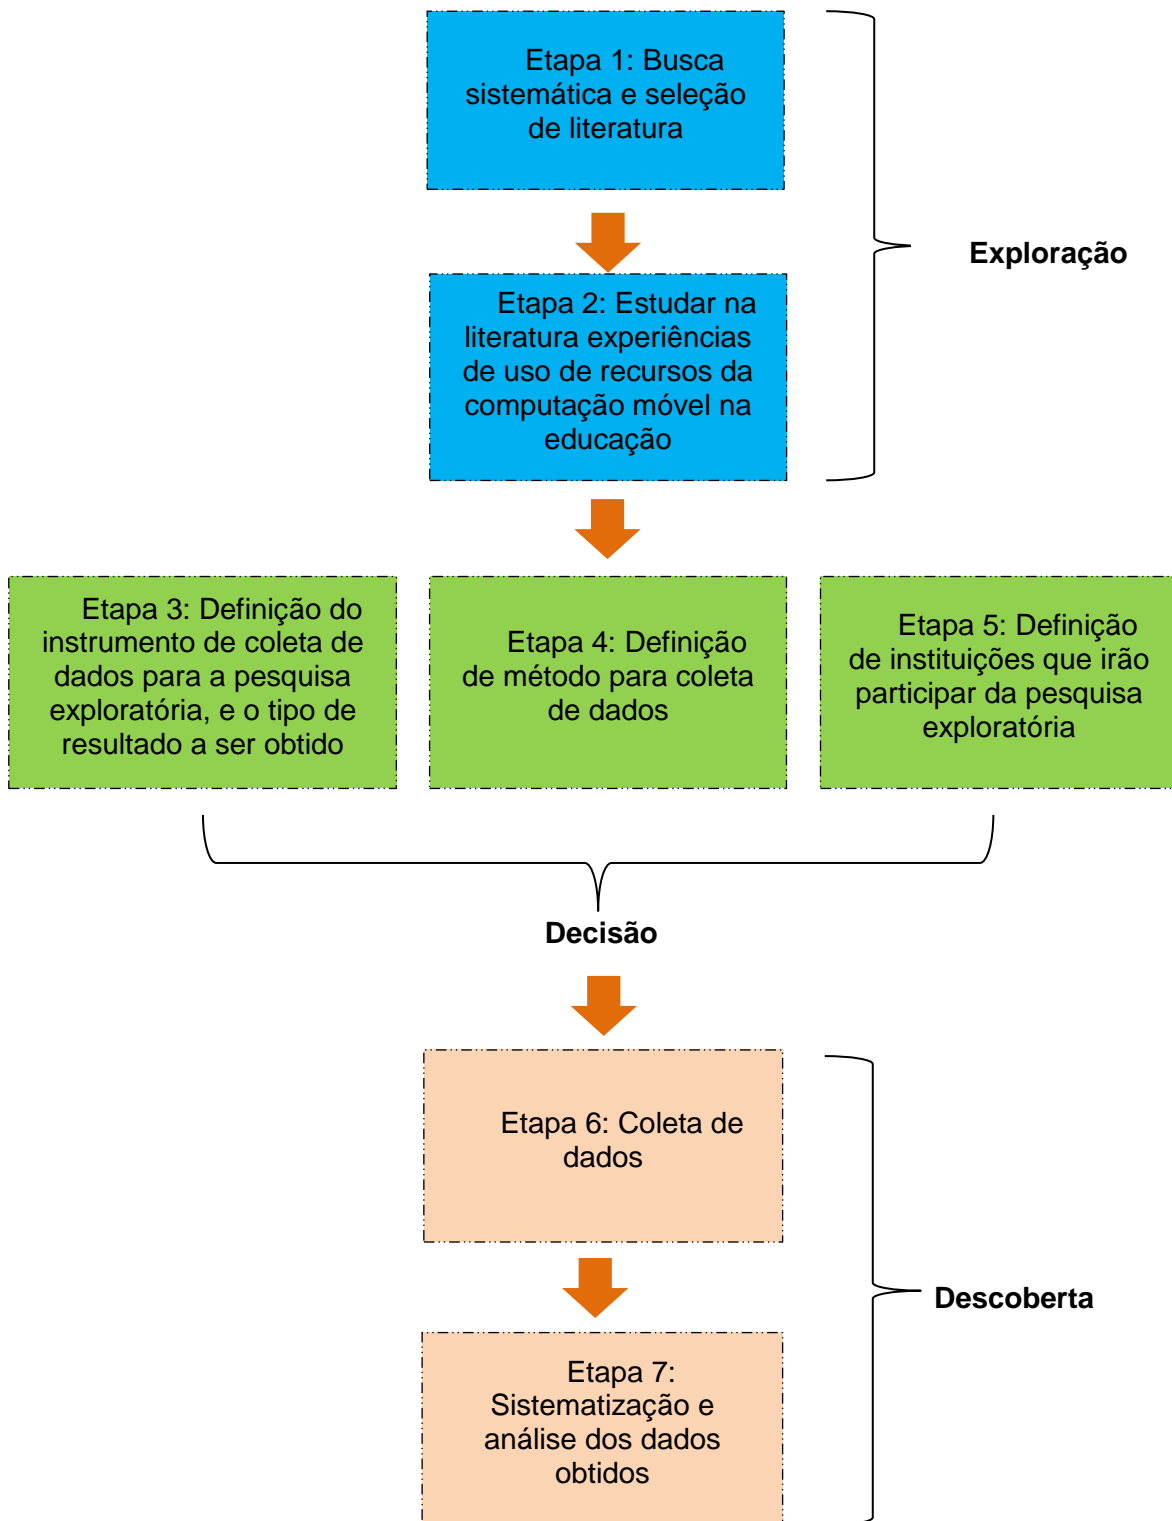 Etapa 1: Busca
sistemática e seleção
de literatura
Exploração
Etapa 2: Estudar na
literatura experiências
de uso de recursos da
computação móvel na
educação
Etapa 3: Definição do
instrumento de coleta de
dados para a pesquisa
exploratória, e o tipo de
resultado a ser obtido
Etapa 4: Definição
de método para coleta
de dados
Etapa 5: Definição
de instituições que irão
participar da pesquisa
exploratória
Decisão
Etapa 6: Coleta de
dados
Descoberta
Etapa 7:
Sistematização e
análise dos dados
obtidos